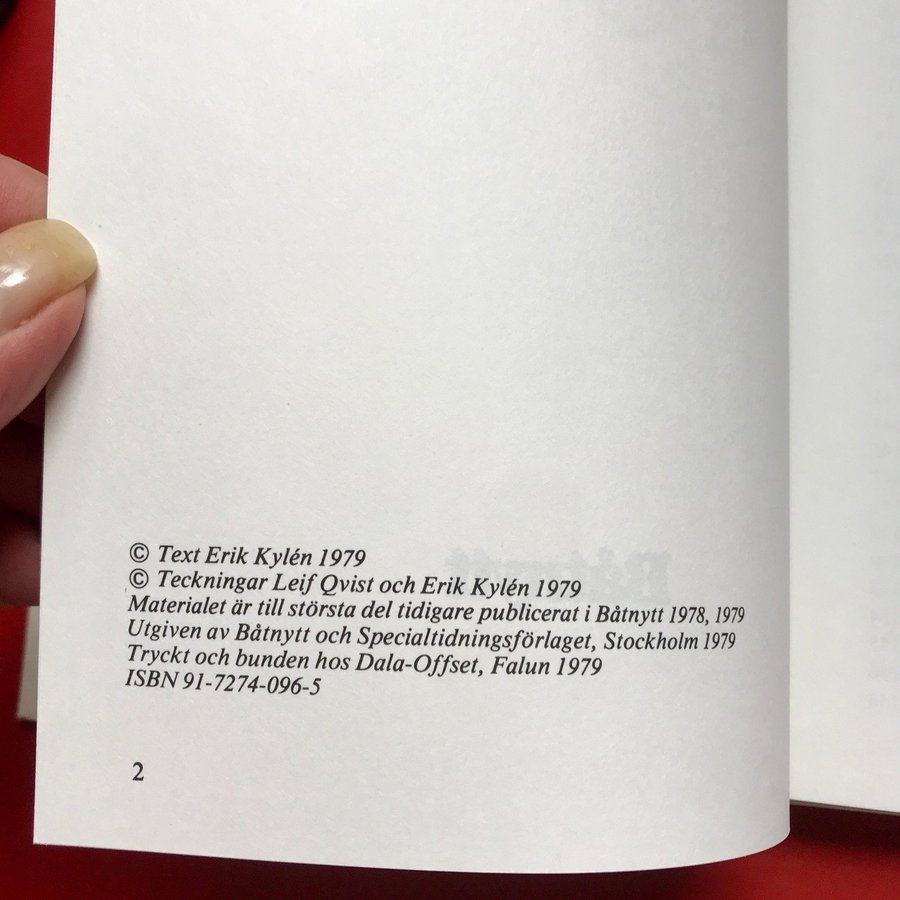 © Text Erik Kylén 1979
© Teckningar Leif Qvist och Erik Kylén 1979
Materialet är till största del tidigare publicerat i Båtnytt 1978, 1979
Utgiven av Båtnytt och Specialtidningsförlaget, Stockholm 1979
Tryckt och bunden hos Dala-Offset, Falun 1979
ISBN 91-7274-096-5
2